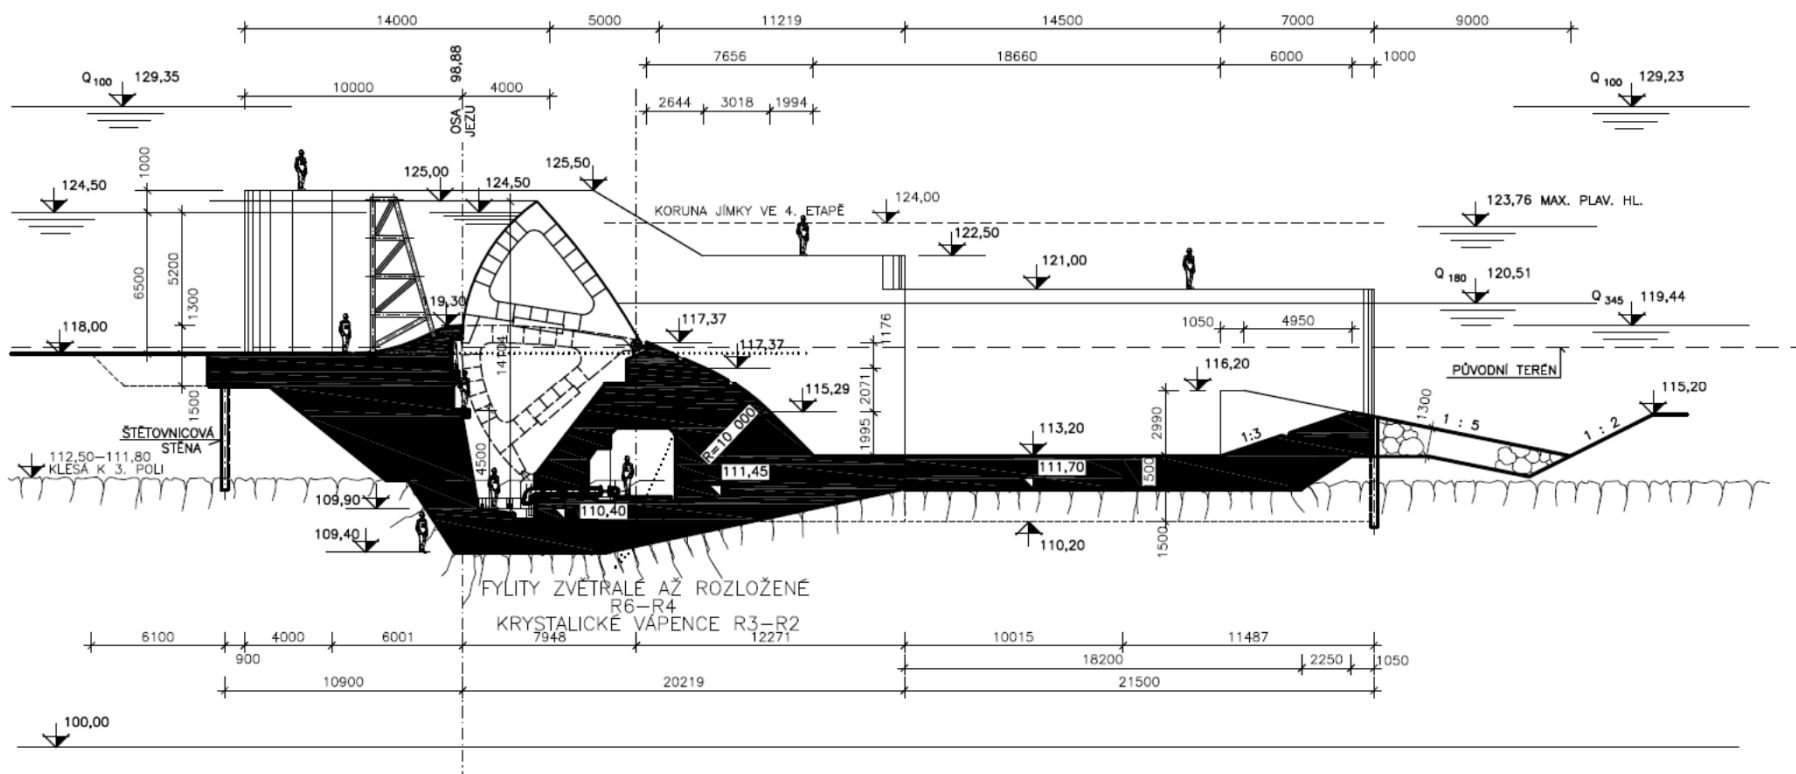 14000 5000 11219 14500 7000 9000
7656 18660 6000 1000
Q100 129,35
98,88
OSA JEZU
10000 4000
2644 3018 1994
Q100 129,23
1000
124,50
125,00
124,50
125,50
KORUNA JÍMKY VE 4. ETAPĚ
124,00
123,76 MAX. PLAV. HL.
122,50
121,00
Q180 120,51
Q345 119,44
6500
5200
1300
19,30
118,00
117,37
117,37
1176
1050 4950
116,20
PŮVODNÍ TERÉN
115,20
115,29
2071
1995
1500
14104
4500
R=10 000
1:3
1300
1 : 5
1 : 2
2990
ŠTĚTOVNICOVÁ
STĚNA
112,50–111,80
KLESÁ K 3. POLI
113,20
111,45
111,70
500
109,90
110,40
109,40
110,20
1500
FYLITY ZVĚTRALÉ AŽ ROZLOŽENÉ
R6–R4
KRYSTALICKÉ VÁPENCE R3–R2
6100 4000 6001 7948 12271 10015 11487
900 18200 2250 1050
10900 20219 21500
100,00